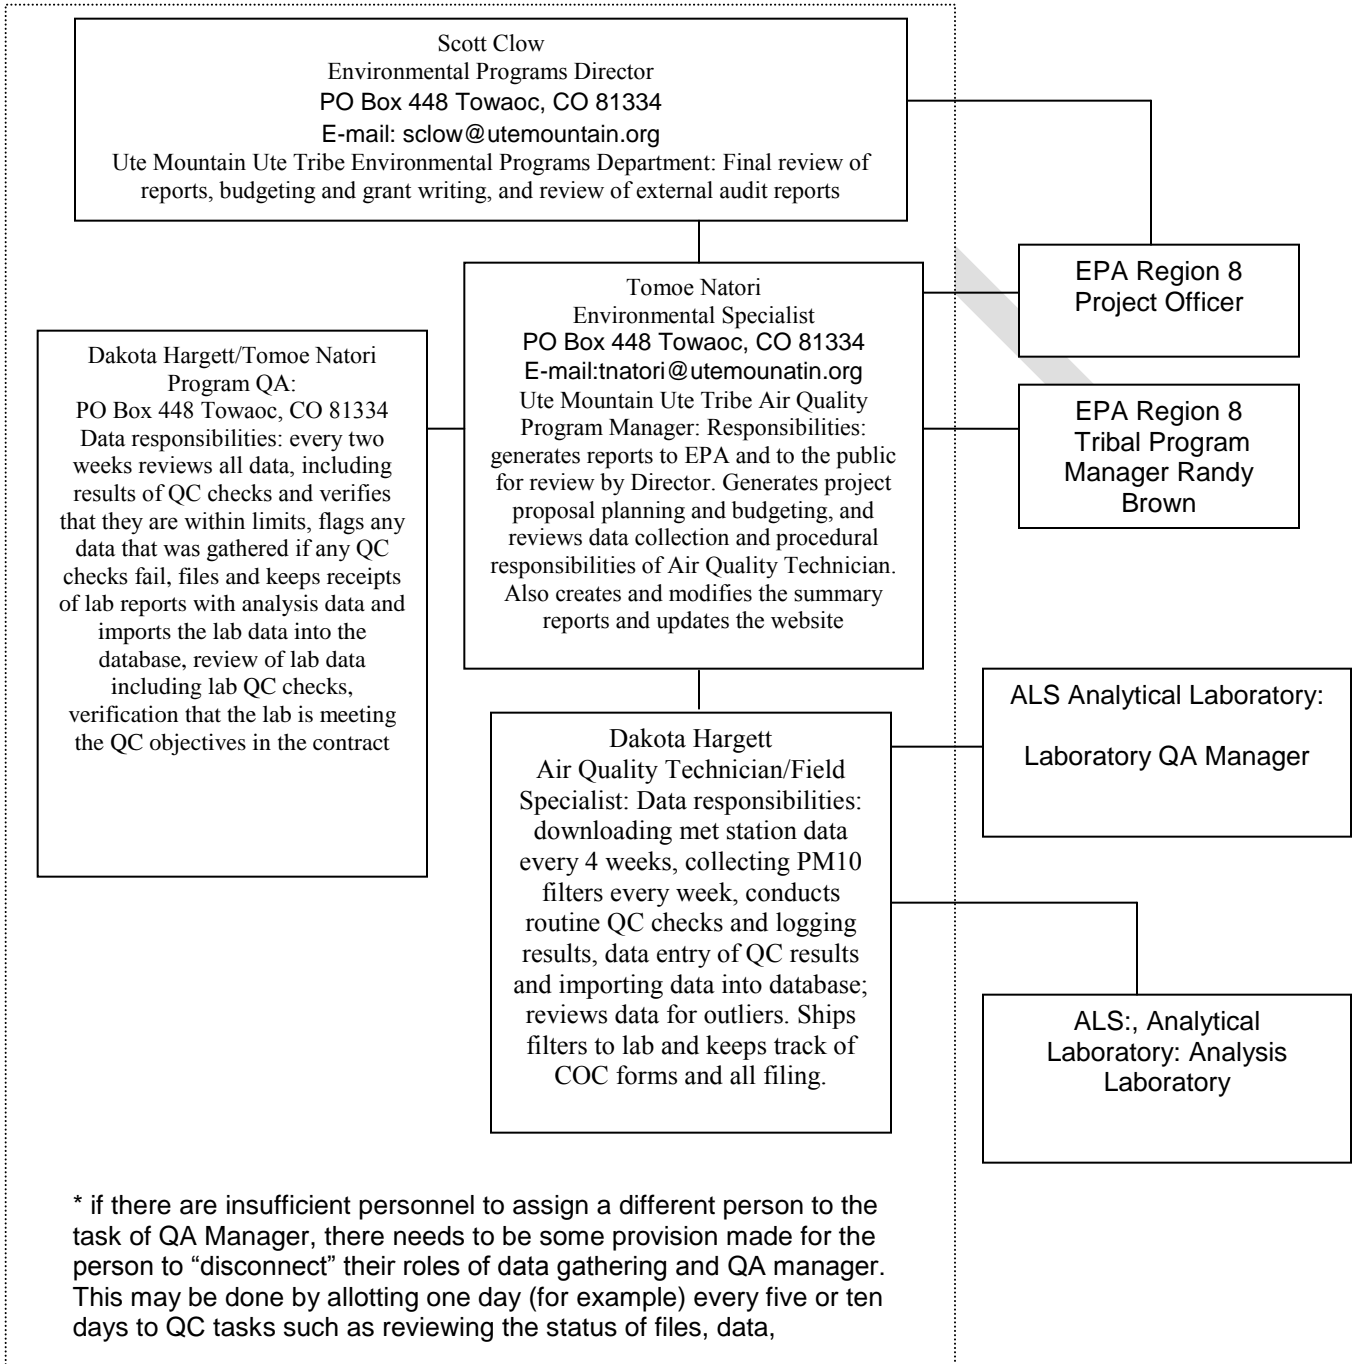 Scott Clow
Environmental Programs Director
PO Box 448 Towaoc, CO 81334
E-mail: sclow@utemountain.org
Ute Mountain Ute Tribe Environmental Programs Department: Final review of
reports, budgeting and grant writing, and review of external audit reports
EPA Region 8
Project Officer
Tomoe Natori
Environmental Specialist
PO Box 448 Towaoc, CO 81334
E-mail:tnatori@utemounatin.org
Ute Mountain Ute Tribe Air Quality
Program Manager: Responsibilities:
generates reports to EPA and to the public
for review by Director. Generates project
proposal planning and budgeting, and
reviews data collection and procedural
responsibilities of Air Quality Technician.
Also creates and modifies the summary
reports and updates the website
Dakota Hargett/Tomoe Natori
Program QA:
PO Box 448 Towaoc, CO 81334
Data responsibilities: every two
weeks reviews all data, including
results of QC checks and verifies
that they are within limits, flags any
data that was gathered if any QC
checks fail, files and keeps receipts
of lab reports with analysis data and
imports the lab data into the
database, review of lab data
including lab QC checks,
verification that the lab is meeting
the QC objectives in the contract
EPA Region 8
Tribal Program
Manager Randy
Brown
ALS Analytical Laboratory:
Laboratory QA Manager
Dakota Hargett
Air Quality Technician/Field
Specialist: Data responsibilities:
downloading met station data
every 4 weeks, collecting PM10
filters every week, conducts
routine QC checks and logging
results, data entry of QC results
and importing data into database;
reviews data for outliers. Ships
filters to lab and keeps track of
COC forms and all filing.
ALS:, Analytical
Laboratory: Analysis
Laboratory
* if there are insufficient personnel to assign a different person to the
task of QA Manager, there needs to be some provision made for the
person to “disconnect” their roles of data gathering and QA manager.
This may be done by allotting one day (for example) every five or ten
days to QC tasks such as reviewing the status of files, data,